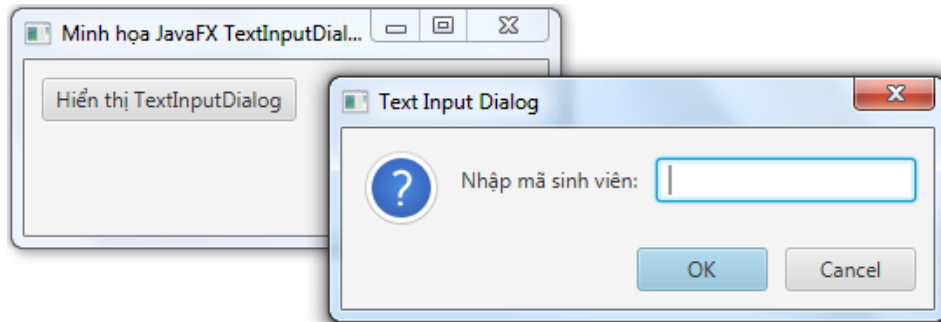 Minh họa JavaFX TextInputDial...
Hiển thị TextInputDialog
Text Input Dialog
Nhập mã sinh viên:
OK
Cancel